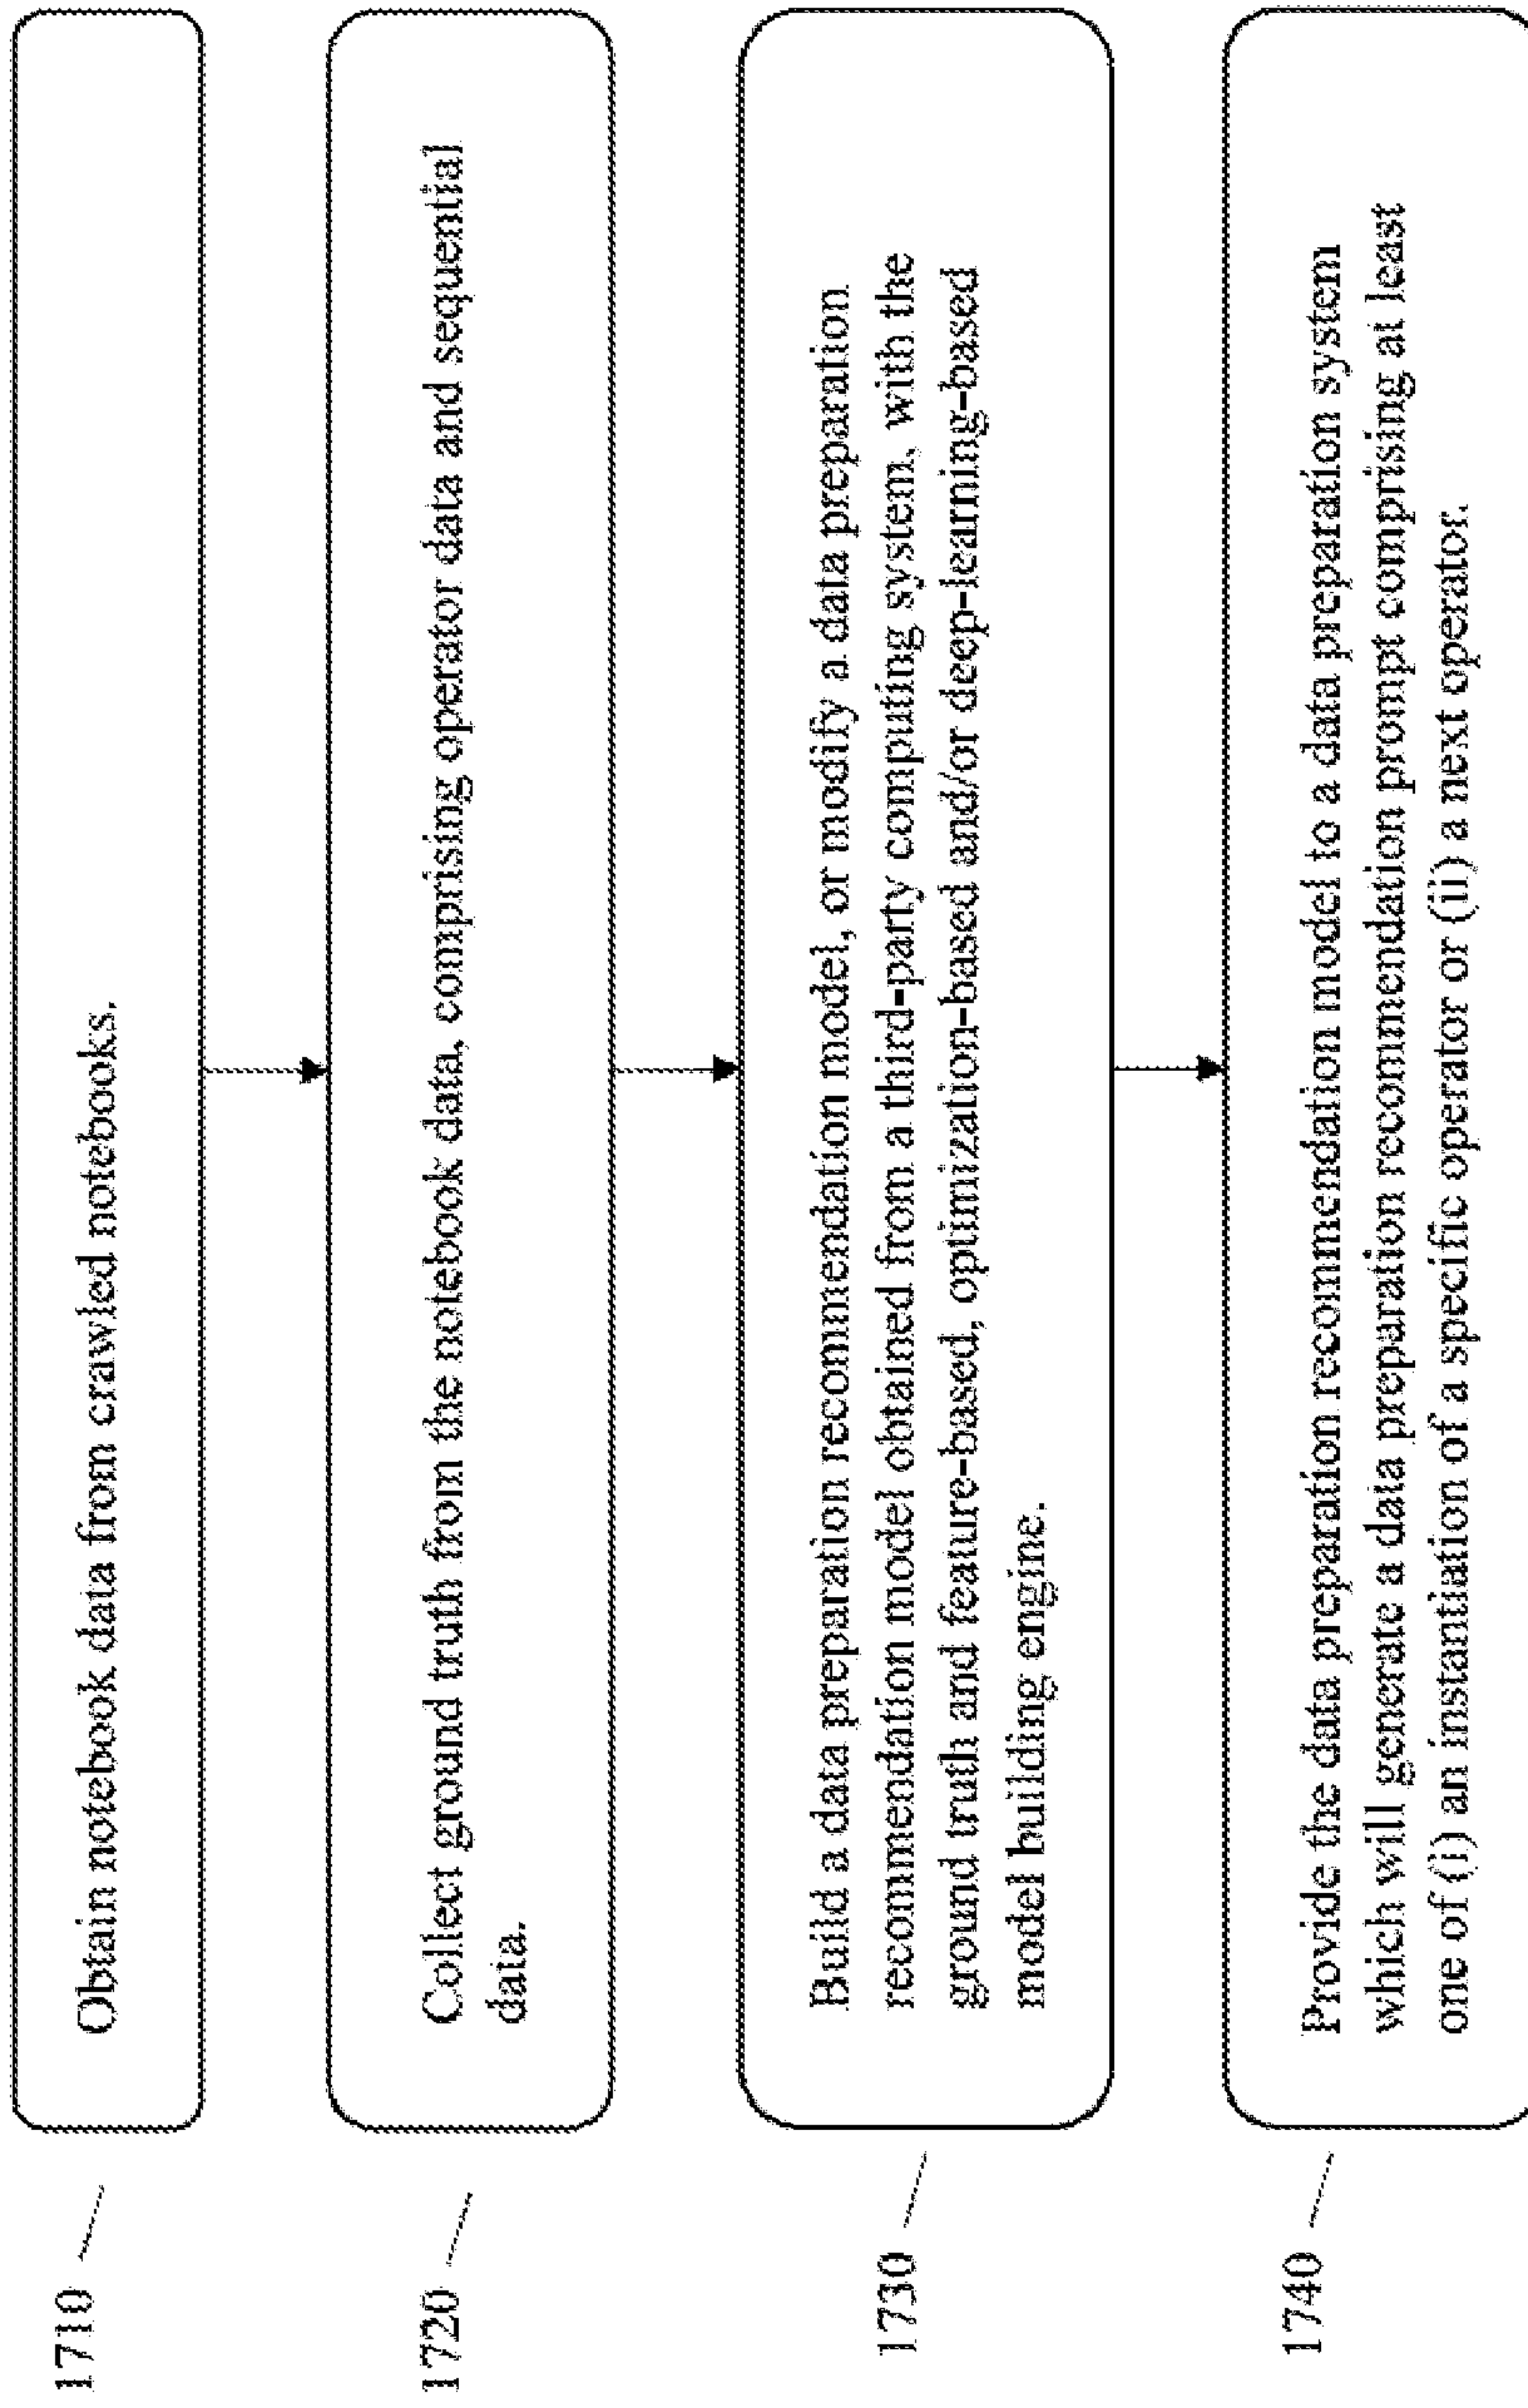 1710
Obtain notebook data from crawled notebooks.
1720
Collect ground truth from the notebook data, comprising operator data and sequential
data.
1730
Build a data preparation recommendation model, or modify a data preparation
recommendation model obtained from a third-party computing system, with the
ground truth and feature-based, optimization-based and/or deep-learning-based
model building engine.
1740
Provide the data preparation recommendation model to a data preparation system
which will generate a data preparation recommendation prompt comprising at least
one of (i) an instantiation of a specific operator or (ii) a next operator.